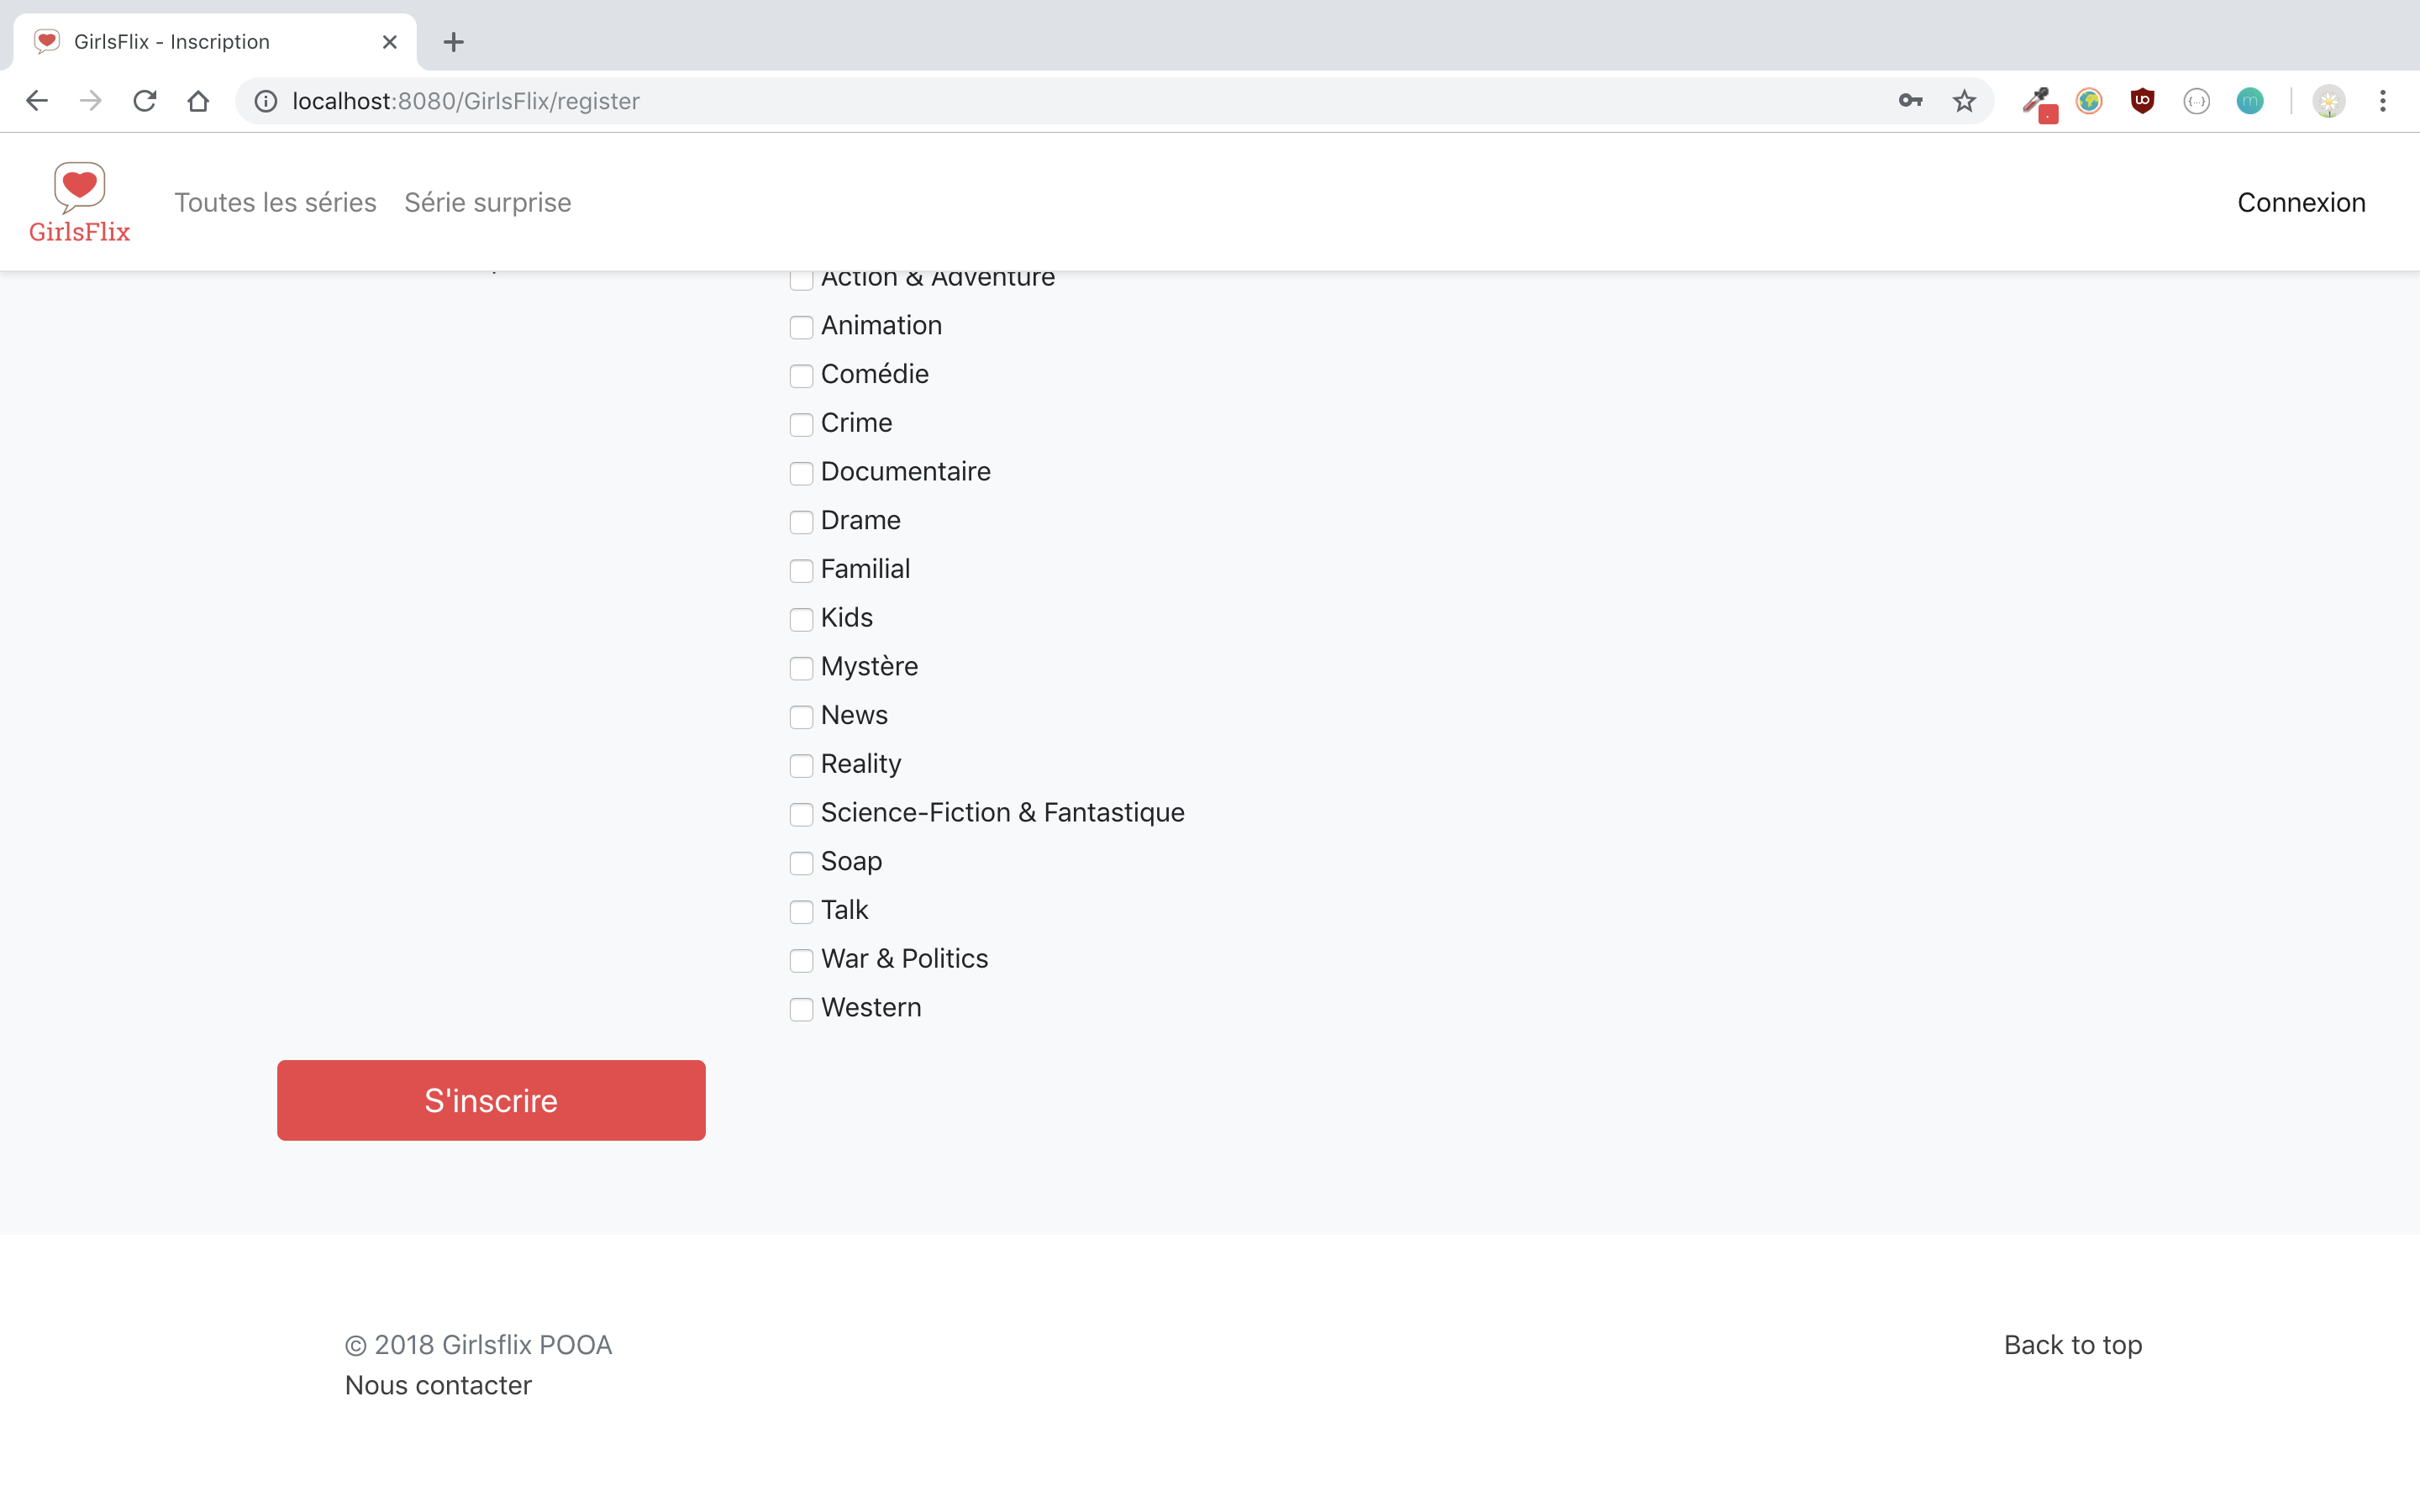 GirlsFlix - Inscription
localhost:8080/GirlsFlix/register
GirlsFlix
Toutes les séries
Série surprise
Connexion
Action & Adventure
Animation
Comédie
Crime
Documentaire
Drame
Familial
Kids
Mystère
News
Reality
Science-Fiction & Fantastique
Soap
Talk
War & Politics
Western
S'inscrire
© 2018 Girlsflix POOA
Back to top
Nous contacter